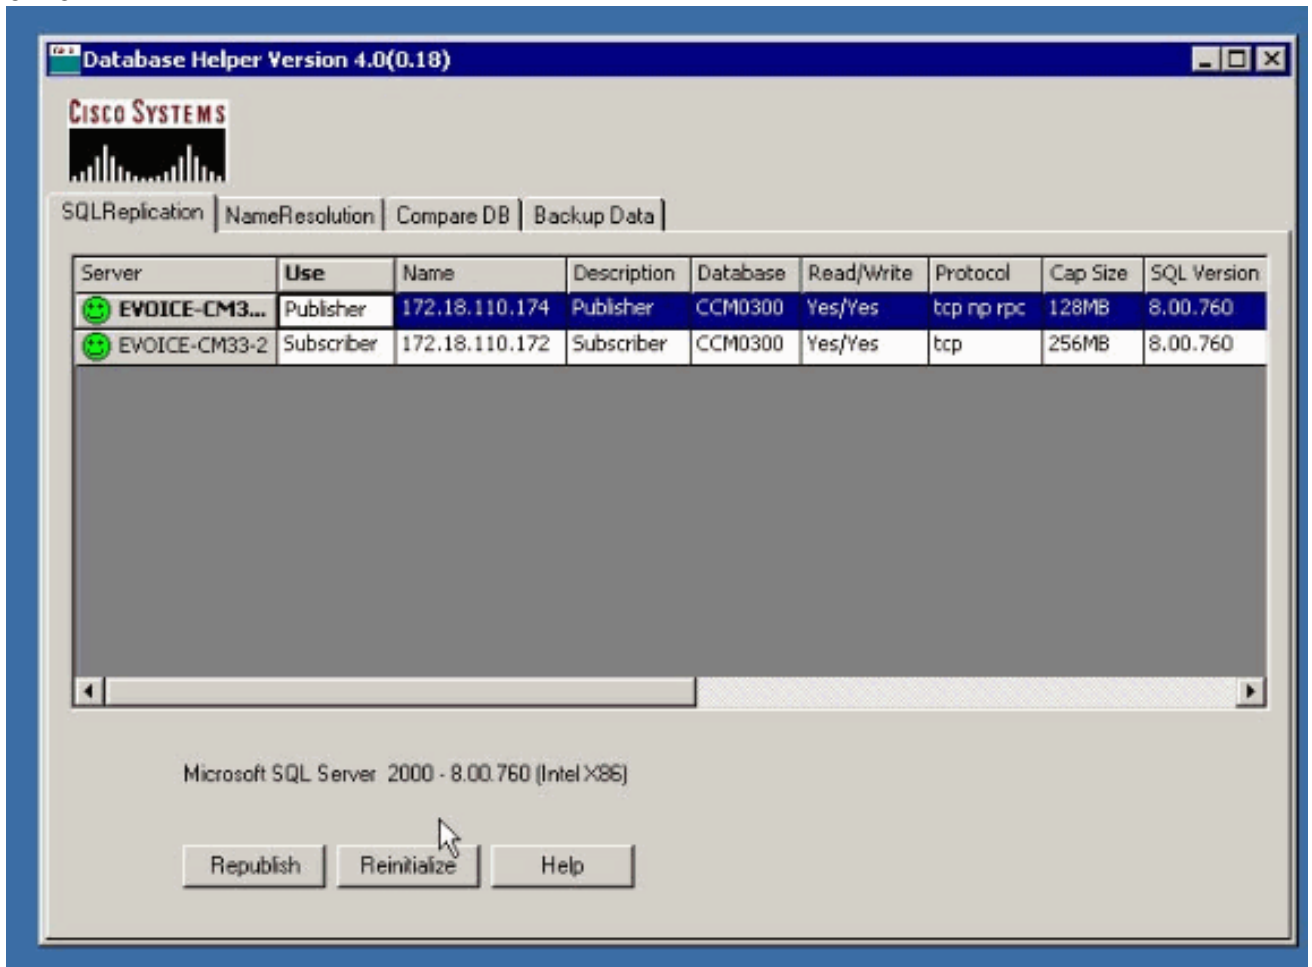 Database Helper Version 4.0(0.18)
CISCO SYSTEMS
SQLReplication NameResolution Compare DB Backup Data
Server Use Name Description Database Read/Write Protocol Cap Size SQL Version
EVOICE-CM3... Publisher 172.18.110.174 Publisher CCM0300 Yes/Yes tcp np rpc 128MB 8.00.760
EVOICE-CM33-2 Subscriber 172.18.110.172 Subscriber CCM0300 Yes/Yes tcp 256MB 8.00.760
Microsoft SQL Server 2000 - 8.00.760 (Intel X86)
Republish Reinitialize Help